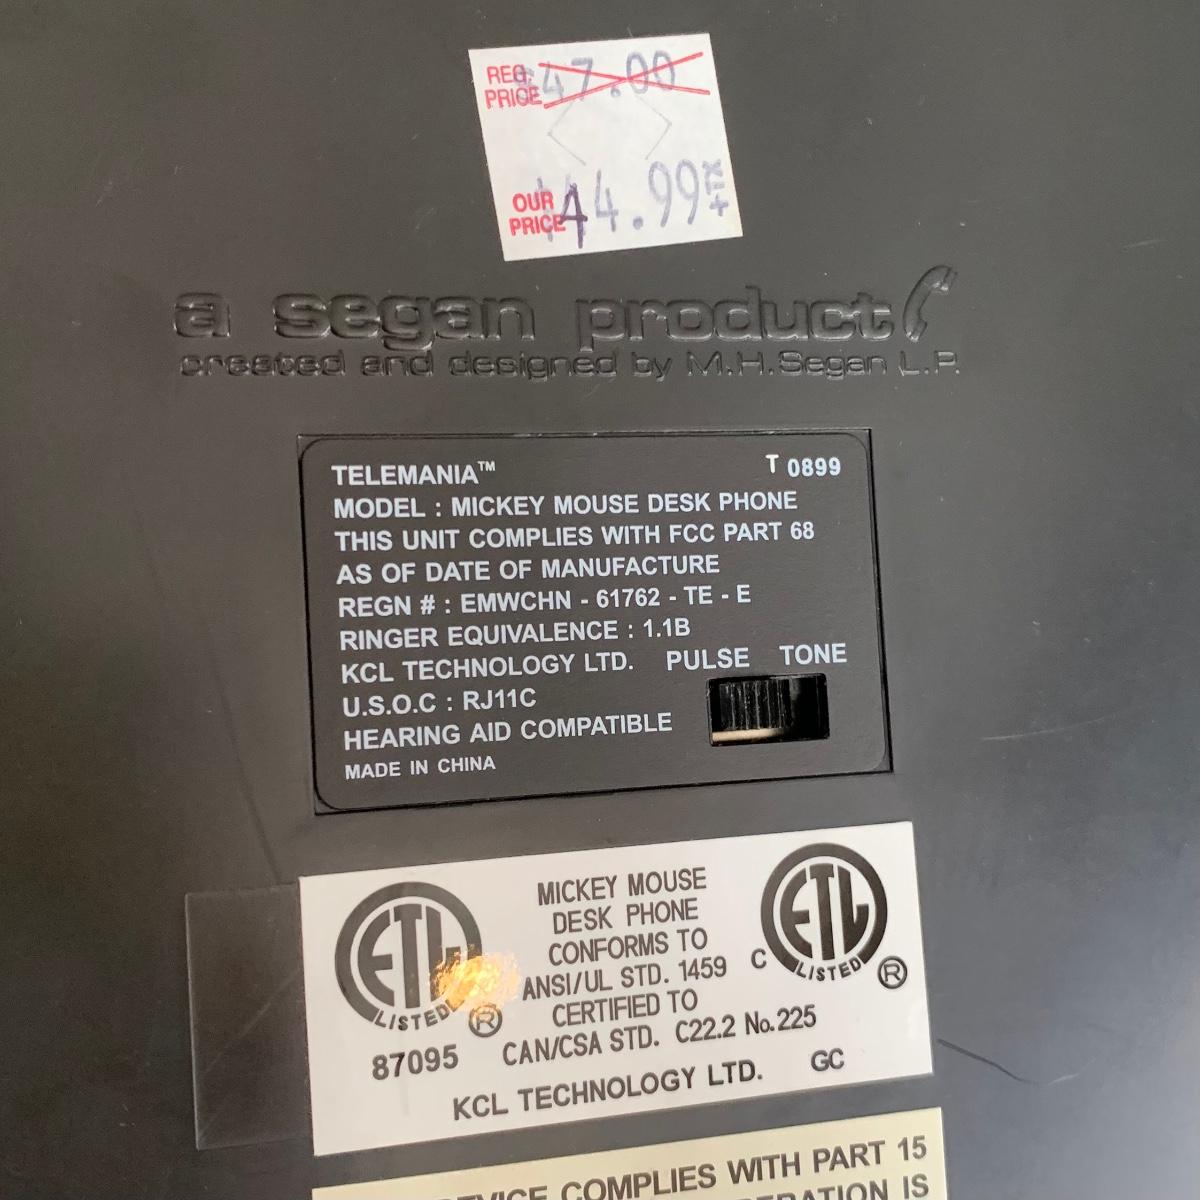 REG. PRICE $47.00
OUR PRICE $44.99
a segan product
created and designed by M.H.Segan L.P.
TELEMANIA™ T 0899
MODEL : MICKEY MOUSE DESK PHONE
THIS UNIT COMPLIES WITH FCC PART 68
AS OF DATE OF MANUFACTURE
REGN # : EMWCHN - 61762 - TE - E
RINGER EQUIVALENCE : 1.1B
KCL TECHNOLOGY LTD. PULSE TONE
U.S.O.C : RJ11C
HEARING AID COMPATIBLE
MADE IN CHINA
ETL LISTED ®
87095
MICKEY MOUSE
DESK PHONE
CONFORMS TO
ANSI/UL STD. 1459
CERTIFIED TO
CAN/CSA STD. C22.2 No.225
KCL TECHNOLOGY LTD. GC
C ETL LISTED ®
COMPLIES WITH PART 15
IS